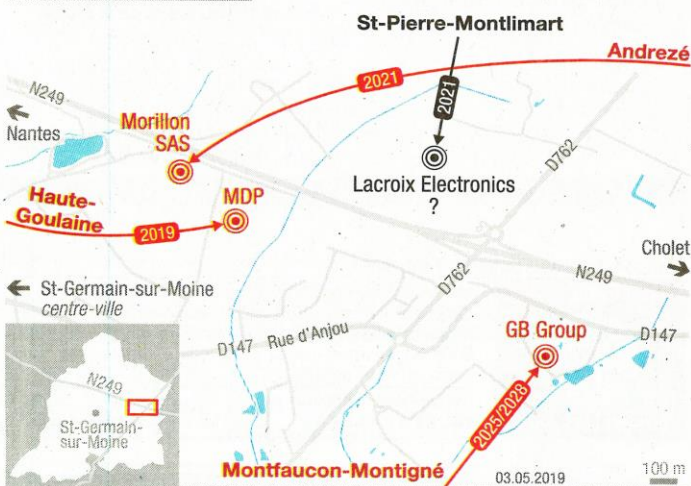 St-Pierre-Montlimart
Andrezé
2021
2021
N249
Nantes
Morillon
SAS
D762
Lacroix Electronics
?
Haute-
Goulaine
2019
MDP
Cholet
N249
D762
St-Germain-sur-Moine
centre-ville
D147
Rue d'Anjou
GB Group
D147
N249
St-Germain-
sur-Moine
2025/2028
Montfaucon-Montigné
03.05.2019
100 m